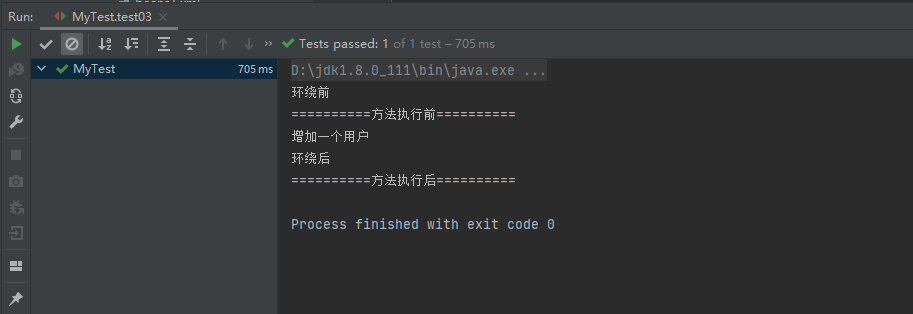 Run:
MyTest.test03
Tests passed: 1 of 1 test – 705 ms
MyTest
705 ms
D:\jdk1.8.0_111\bin\java.exe ...
环绕前
==========方法执行前==========
增加一个用户
环绕后
==========方法执行后==========
Process finished with exit code 0